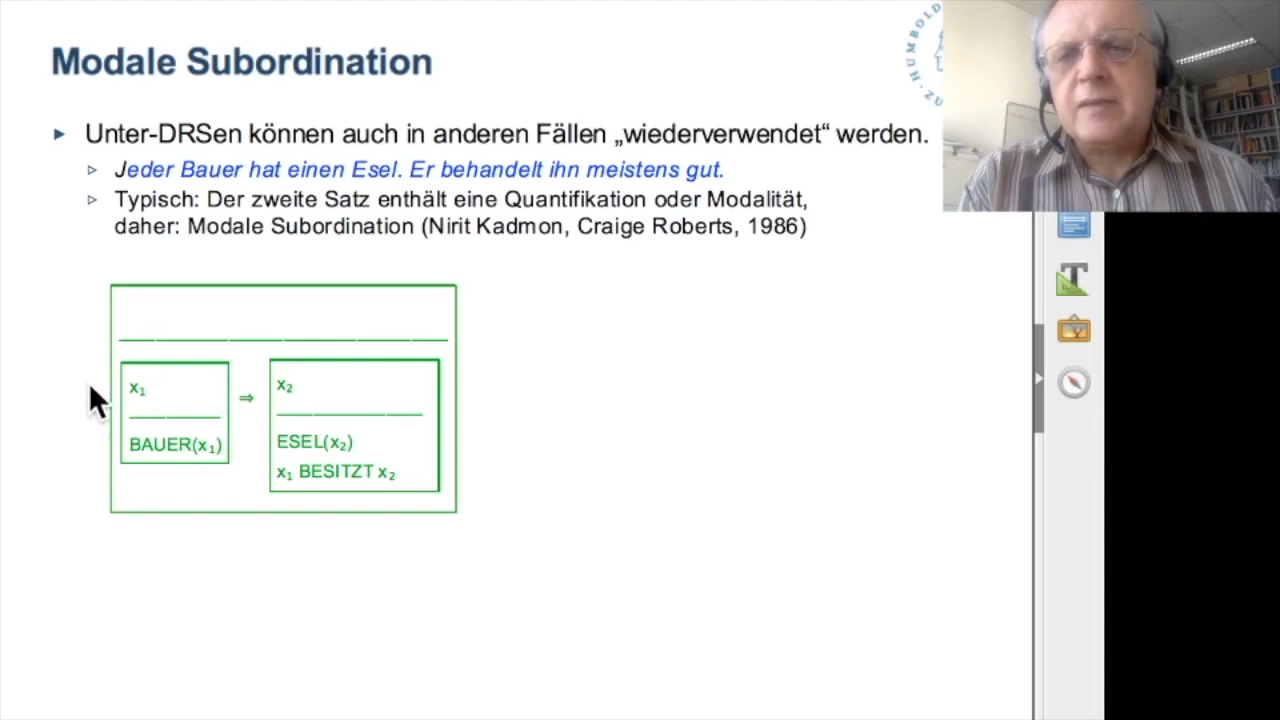 Modale Subordination
HUMBOLD
ZU
► Unter-DRSen können auch in anderen Fällen „wiederverwendet“ werden.
▷ Jeder Bauer hat einen Esel. Er behandelt ihn meistens gut.
▷ Typisch: Der zweite Satz enthält eine Quantifikation oder Modalität,
daher: Modale Subordination (Nirit Kadmon, Craige Roberts, 1986)
x₁ ⇒ x₂
BAUER(x₁) ESEL(x₂)
x₁ BESITZT x₂